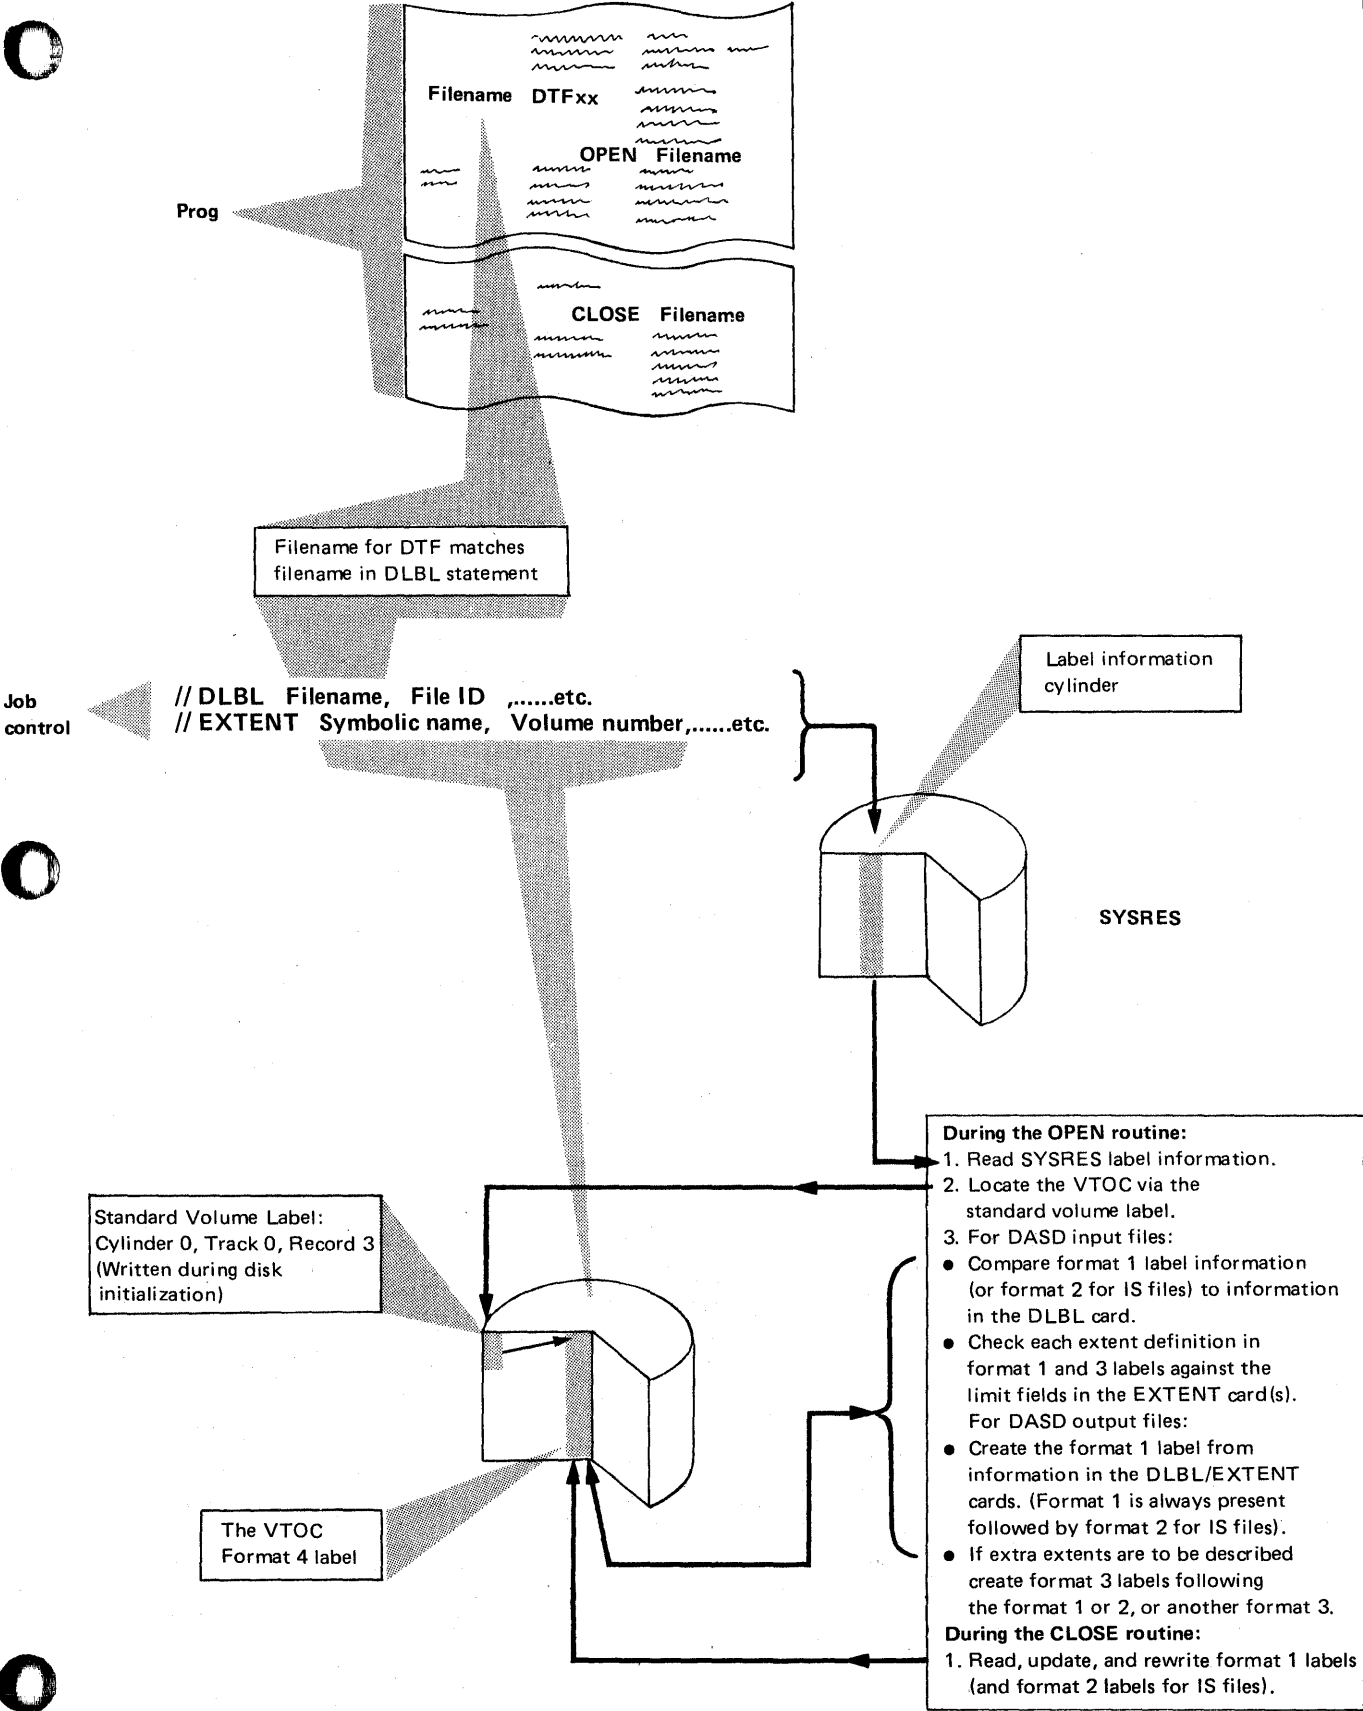 Filename DTFxx
OPEN Filename
Prog
CLOSE Filename
Filename for DTF matches
filename in DLBL statement
Label information
cylinder
Job
control
// DLBL Filename, File ID ,......etc.
// EXTENT Symbolic name, Volume number,......etc.
SYSRES
During the OPEN routine:
1. Read SYSRES label information.
2. Locate the VTOC via the
standard volume label.
3. For DASD input files:
● Compare format 1 label information
(or format 2 for IS files) to information
in the DLBL card.
● Check each extent definition in
format 1 and 3 labels against the
limit fields in the EXTENT card(s).
For DASD output files:
● Create the format 1 label from
information in the DLBL/EXTENT
cards. (Format 1 is always present
followed by format 2 for IS files).
● If extra extents are to be described
create format 3 labels following
the format 1 or 2, or another format 3.
During the CLOSE routine:
1. Read, update, and rewrite format 1 labels
(and format 2 labels for IS files).
Standard Volume Label:
Cylinder 0, Track 0, Record 3
(Written during disk
initialization)
The VTOC
Format 4 label